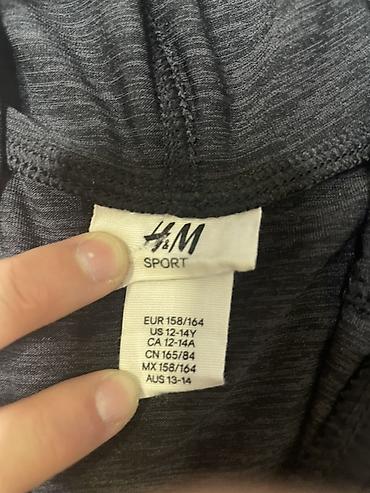 H&M
SPORT
EUR 158/164
US 12-14Y
CA 12-14A
CN 165/84
MX 158/164
AUS 13-14